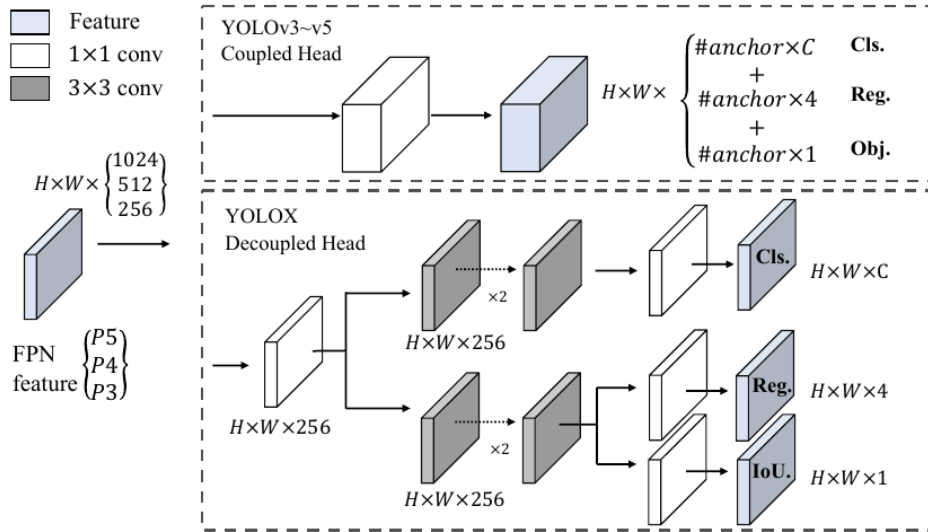 Feature
1×1 conv
3×3 conv
H×W× {1024
512
256}
FPN
feature {P5
P4
P3}
YOLOv3~v5
Coupled Head
H×W× {#anchor×C Cls.
+
#anchor×4 Reg.
+
#anchor×1 Obj.
YOLOX
Decoupled Head
H×W×256
×2
H×W×256
Cls.
H×W×C
×2
H×W×256
Reg.
H×W×4
IoU.
H×W×1